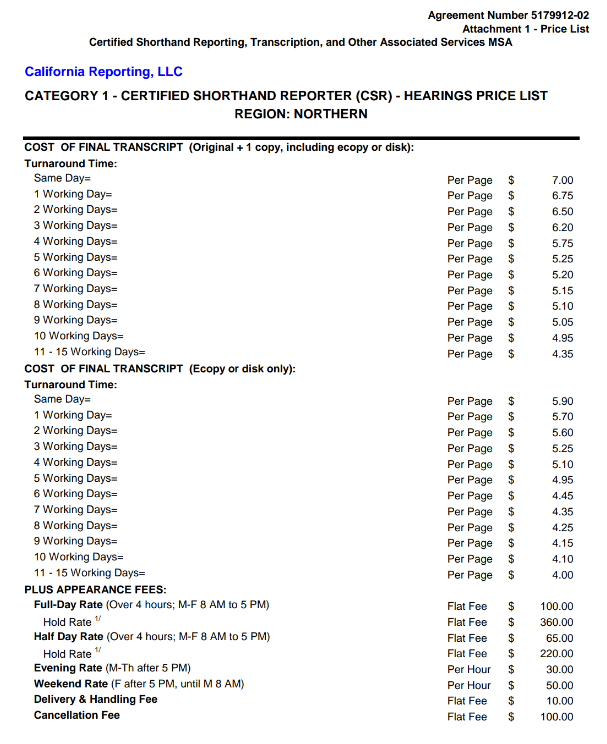 Agreement Number 5179912-02
Attachment 1 - Price List
Certified Shorthand Reporting, Transcription, and Other Associated Services MSA
California Reporting, LLC
CATEGORY 1 - CERTIFIED SHORTHAND REPORTER (CSR) - HEARINGS PRICE LIST
REGION: NORTHERN
COST OF FINAL TRANSCRIPT (Original + 1 copy, including ecopy or disk):
Turnaround Time:
Same Day= Per Page $ 7.00
1 Working Day= Per Page $ 6.75
2 Working Days= Per Page $ 6.50
3 Working Days= Per Page $ 6.20
4 Working Days= Per Page $ 5.75
5 Working Days= Per Page $ 5.25
6 Working Days= Per Page $ 5.20
7 Working Days= Per Page $ 5.15
8 Working Days= Per Page $ 5.10
9 Working Days= Per Page $ 5.05
10 Working Days= Per Page $ 4.95
11 - 15 Working Days= Per Page $ 4.35
COST OF FINAL TRANSCRIPT (Ecopy or disk only):
Turnaround Time:
Same Day= Per Page $ 5.90
1 Working Day= Per Page $ 5.70
2 Working Days= Per Page $ 5.60
3 Working Days= Per Page $ 5.25
4 Working Days= Per Page $ 5.10
5 Working Days= Per Page $ 4.95
6 Working Days= Per Page $ 4.45
7 Working Days= Per Page $ 4.35
8 Working Days= Per Page $ 4.25
9 Working Days= Per Page $ 4.15
10 Working Days= Per Page $ 4.10
11 - 15 Working Days= Per Page $ 4.00
PLUS APPEARANCE FEES:
Full-Day Rate (Over 4 hours; M-F 8 AM to 5 PM) Flat Fee $ 100.00
Hold Rate 1/ Flat Fee $ 360.00
Half Day Rate (Over 4 hours; M-F 8 AM to 5 PM) Flat Fee $ 65.00
Hold Rate 1/ Flat Fee $ 220.00
Evening Rate (M-Th after 5 PM) Per Hour $ 30.00
Weekend Rate (F after 5 PM, until M 8 AM) Per Hour $ 50.00
Delivery & Handling Fee Flat Fee $ 10.00
Cancellation Fee Flat Fee $ 100.00